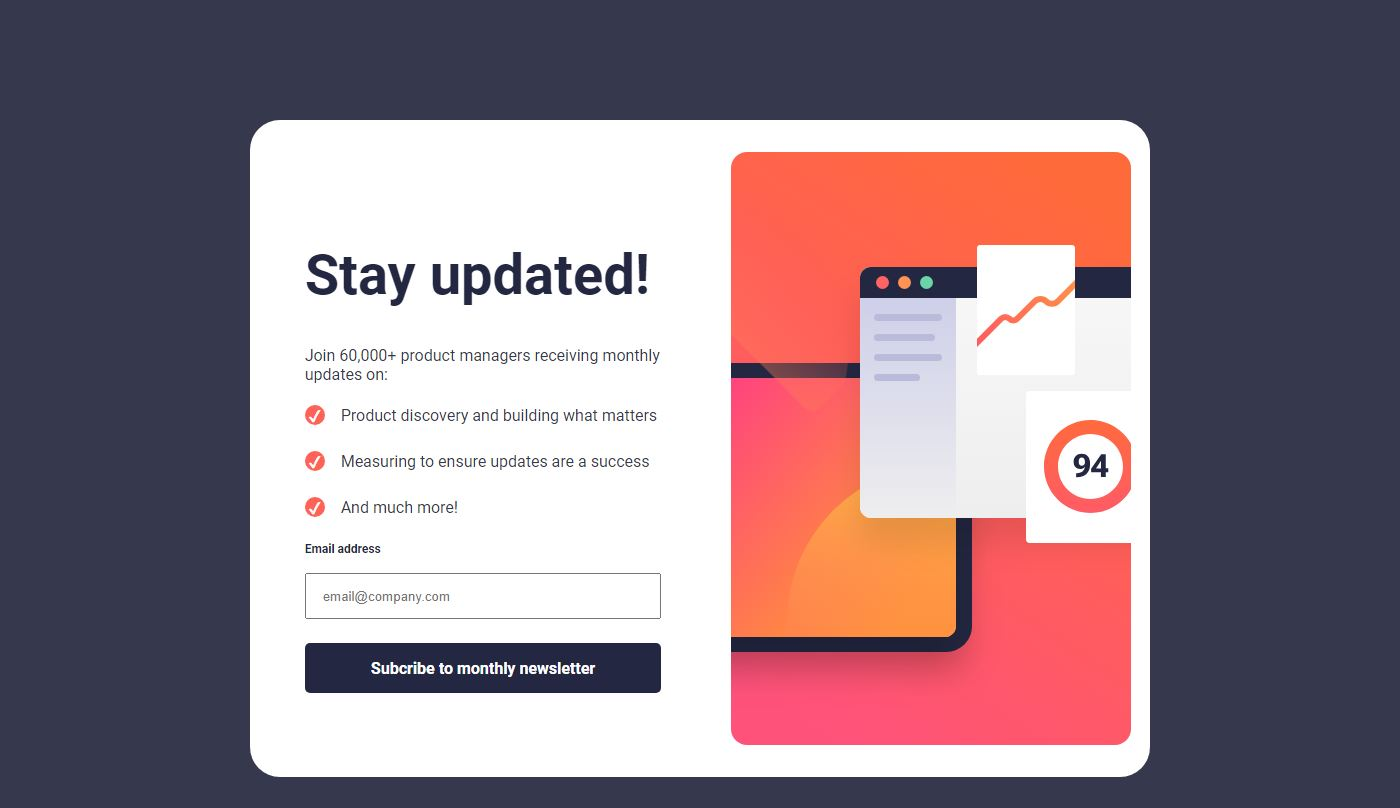 Stay updated!
Join 60,000+ product managers receiving monthly
updates on:
Product discovery and building what matters
Measuring to ensure updates are a success
And much more!
Email address
email@company.com
Subcribe to monthly newsletter
94